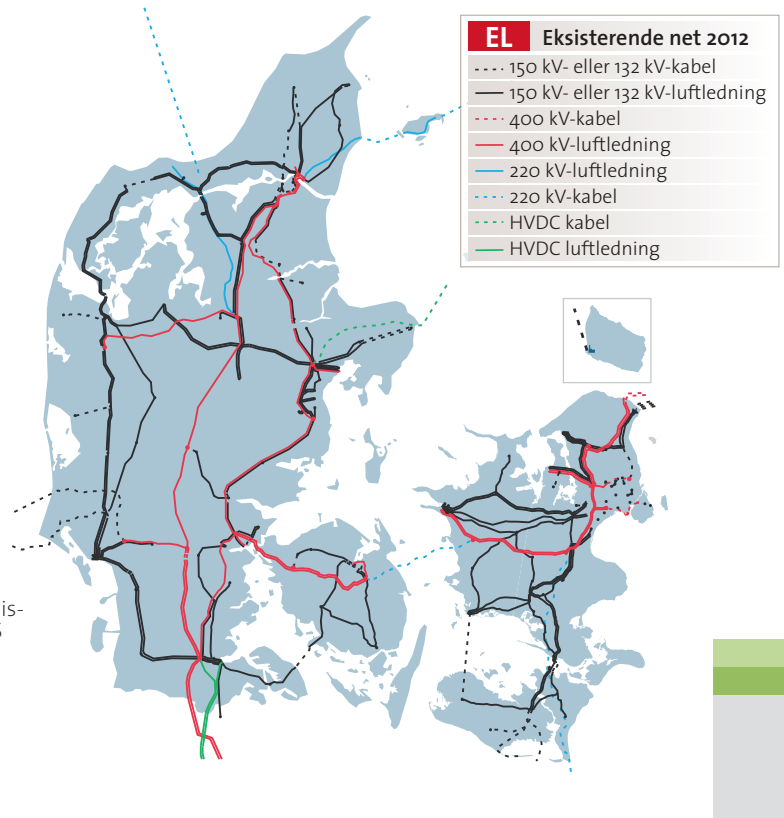 EL Eksisterende net 2012
150 kV- eller 132 kV-kabel
150 kV- eller 132 kV-luftledning
400 kV-kabel
400 kV-luftledning
220 kV-luftledning
220 kV-kabel
HVDC kabel
HVDC luftledning
is-